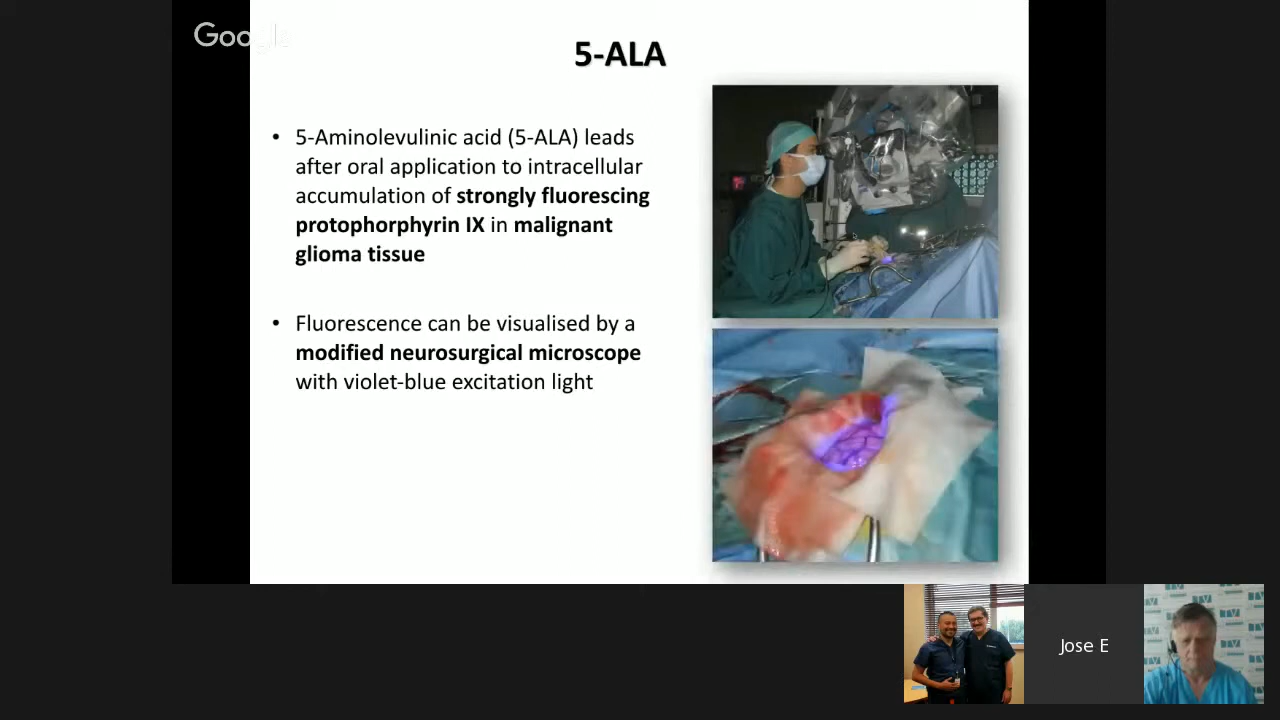 Google
5-ALA
• 5-Aminolevulinic acid (5-ALA) leads
after oral application to intracellular
accumulation of strongly fluorescing
protophorphyrin IX in malignant
glioma tissue
• Fluorescence can be visualised by a
modified neurosurgical microscope
with violet-blue excitation light
Jose E